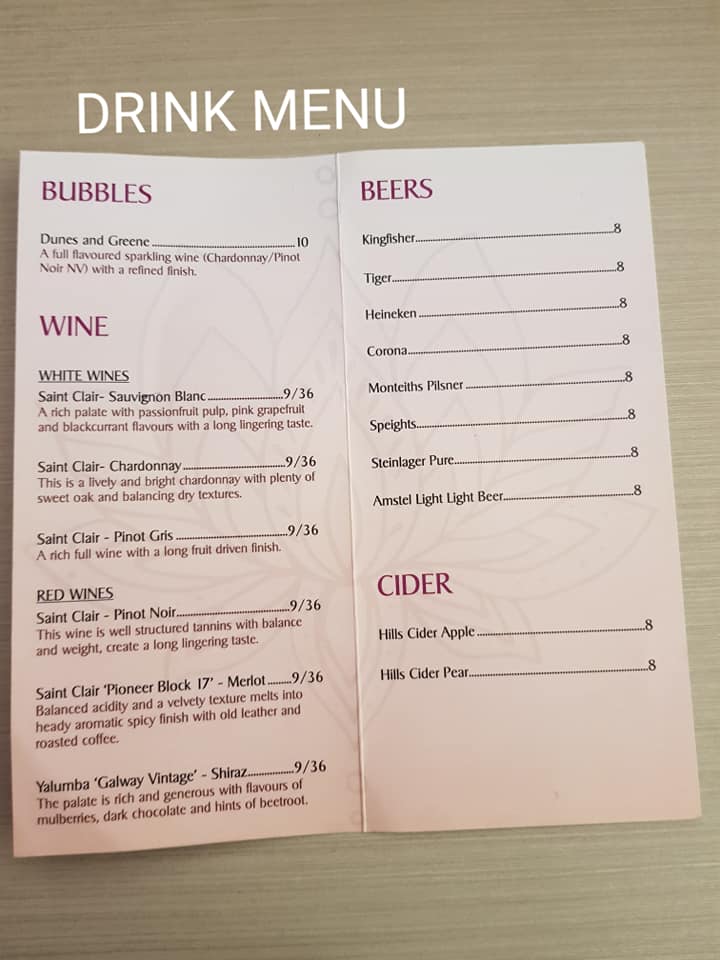 DRINK MENU
BUBBLES
Dunes and Greene..........10
A full flavoured sparkling wine (Chardonnay/Pinot
Noir NV) with a refined finish.
WINE
WHITE WINES
Saint Clair- Sauvignon Blanc..........9/36
A rich palate with passionfruit pulp, pink grapefruit
and blackcurrant flavours with a long lingering taste.
Saint Clair- Chardonnay..........9/36
This is a lively and bright chardonnay with plenty of
sweet oak and balancing dry textures.
Saint Clair - Pinot Gris..........9/36
A rich full wine with a long fruit driven finish.
RED WINES
Saint Clair - Pinot Noir..........9/36
This wine is well structured tannins with balance
and weight, create a long lingering taste.
Saint Clair 'Pioneer Block 17' - Merlot........9/36
Balanced acidity and a velvety texture melts into
heady aromatic spicy finish with old leather and
roasted coffee.
Yalumba 'Galway Vintage' - Shiraz..........9/36
The palate is rich and generous with flavours of
mulberries, dark chocolate and hints of beetroot.
BEERS
Kingfisher..........8
Tiger..........8
Heineken..........8
Corona..........8
Monteiths Pilsner..........8
Speights..........8
Steinlager Pure..........8
Amstel Light Light Beer..........8
CIDER
Hills Cider Apple..........8
Hills Cider Pear..........8